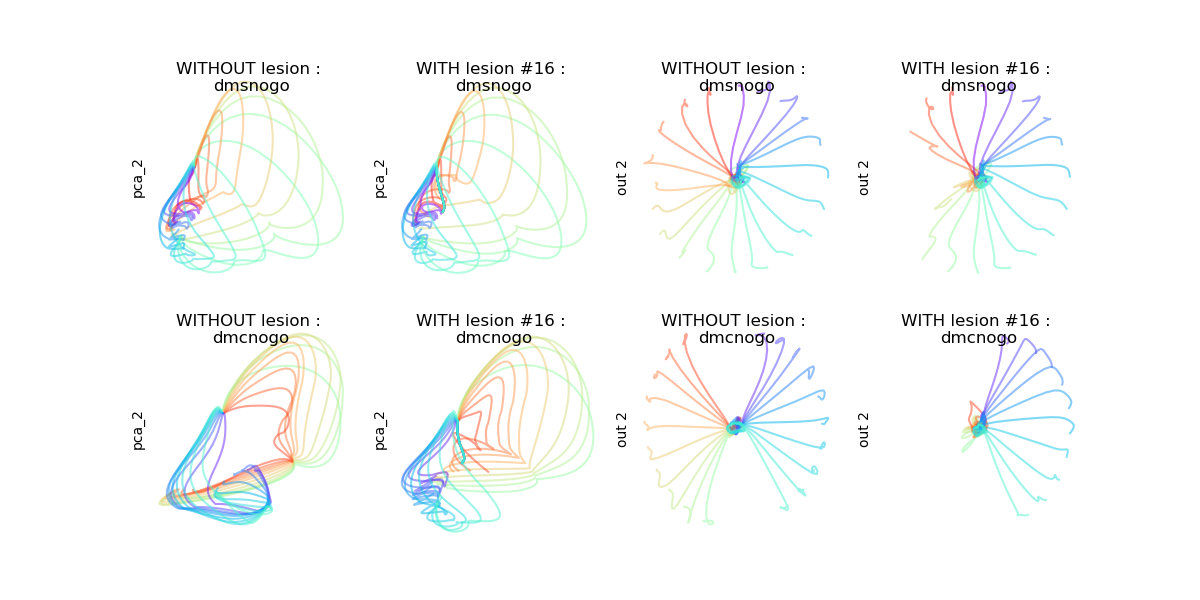 WITHOUT lesion :
dmsnogo
WITH lesion #16 :
dmsnogo
WITHOUT lesion :
dmsnogo
WITH lesion #16 :
dmsnogo
pca_2
pca_2
out 2
out 2
WITHOUT lesion :
dmcnogo
WITH lesion #16 :
dmcnogo
WITHOUT lesion :
dmcnogo
WITH lesion #16 :
dmcnogo
pca_2
pca_2
out 2
out 2